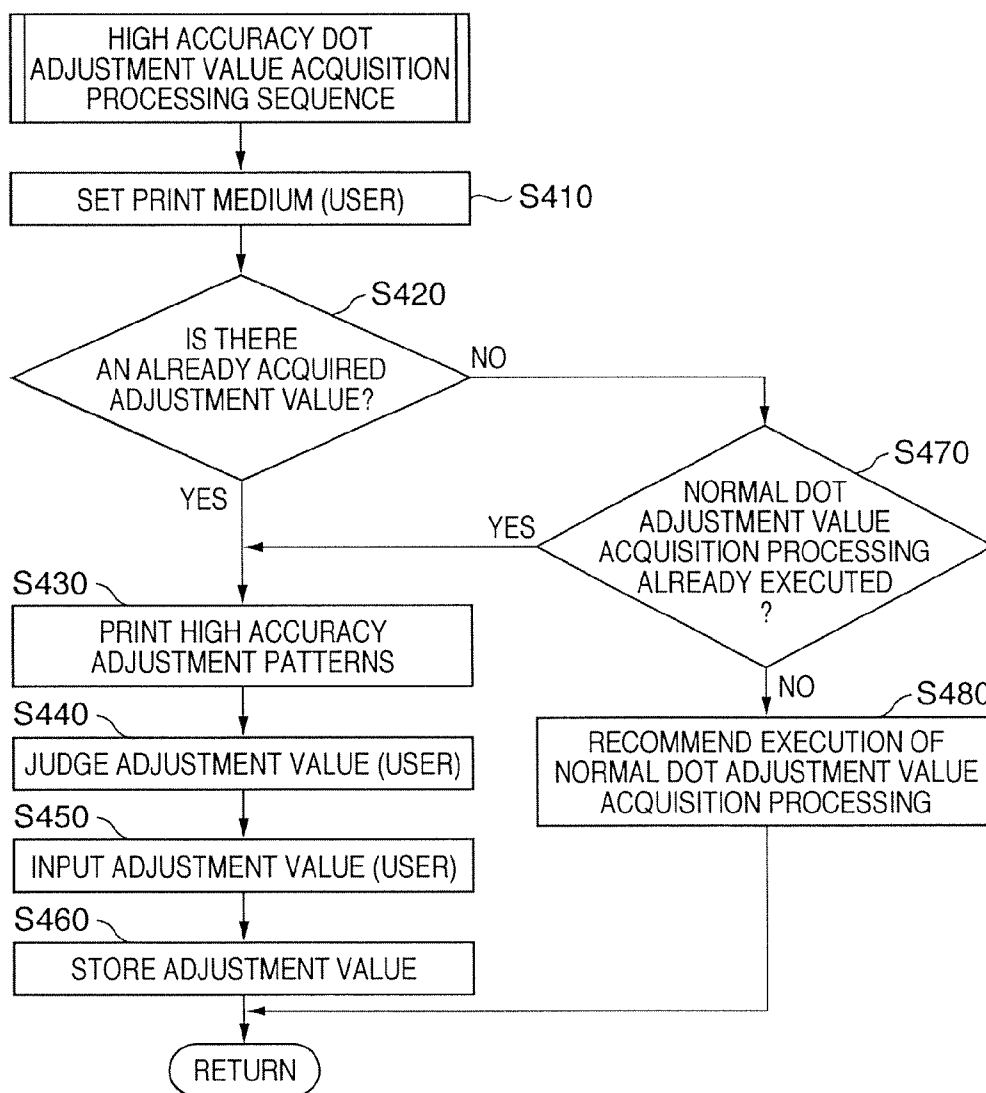 HIGH ACCURACY DOT
ADJUSTMENT VALUE ACQUISITION
PROCESSING SEQUENCE
SET PRINT MEDIUM (USER)
S410
S420
IS THERE
AN ALREADY ACQUIRED
ADJUSTMENT VALUE?
NO
YES
S470
NORMAL DOT
ADJUSTMENT VALUE
ACQUISITION PROCESSING
ALREADY EXECUTED
?
YES
NO
S430
PRINT HIGH ACCURACY
ADJUSTMENT PATTERNS
S440
JUDGE ADJUSTMENT VALUE (USER)
S450
INPUT ADJUSTMENT VALUE (USER)
S460
STORE ADJUSTMENT VALUE
S480
RECOMMEND EXECUTION OF
NORMAL DOT ADJUSTMENT VALUE
ACQUISITION PROCESSING
RETURN